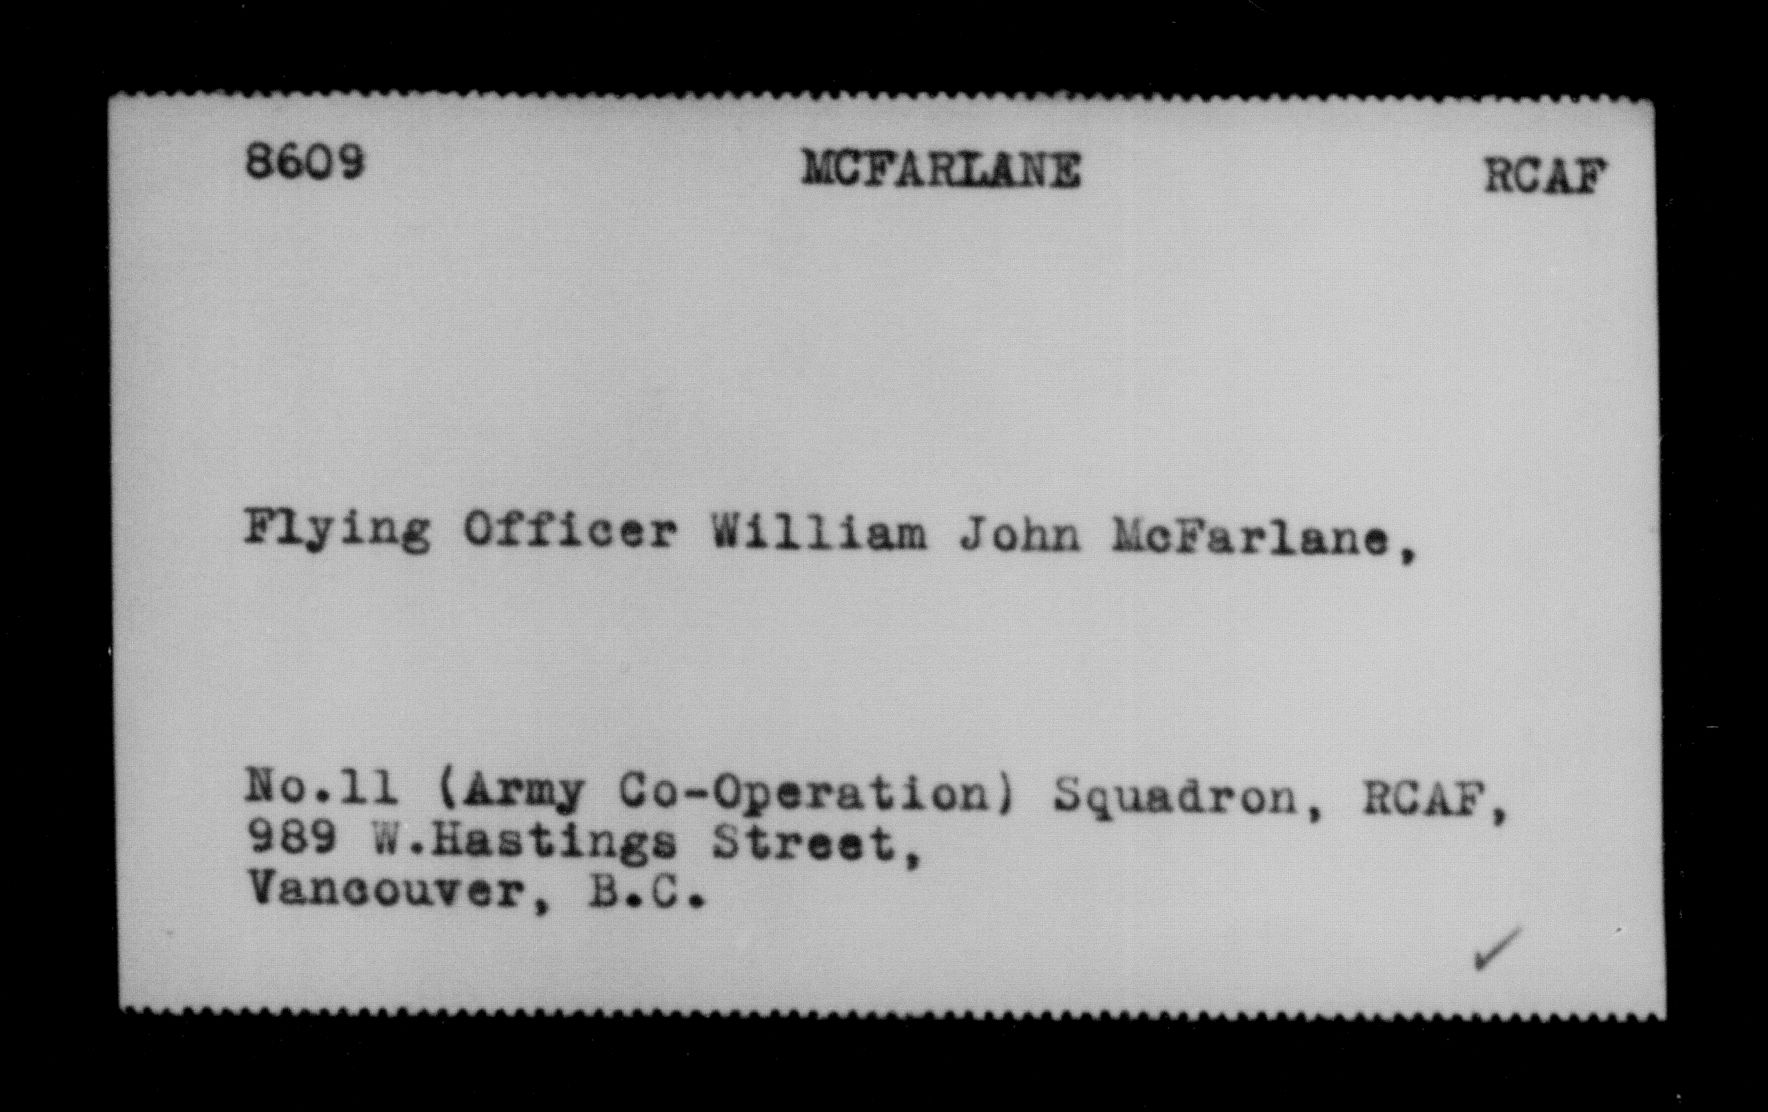 8609 MCFARLANE RCAF
Flying Officer William John McFarlane,
No.11 (Army Co-Operation) Squadron, RCAF,
989 W.Hastings Street,
Vancouver, B.C.